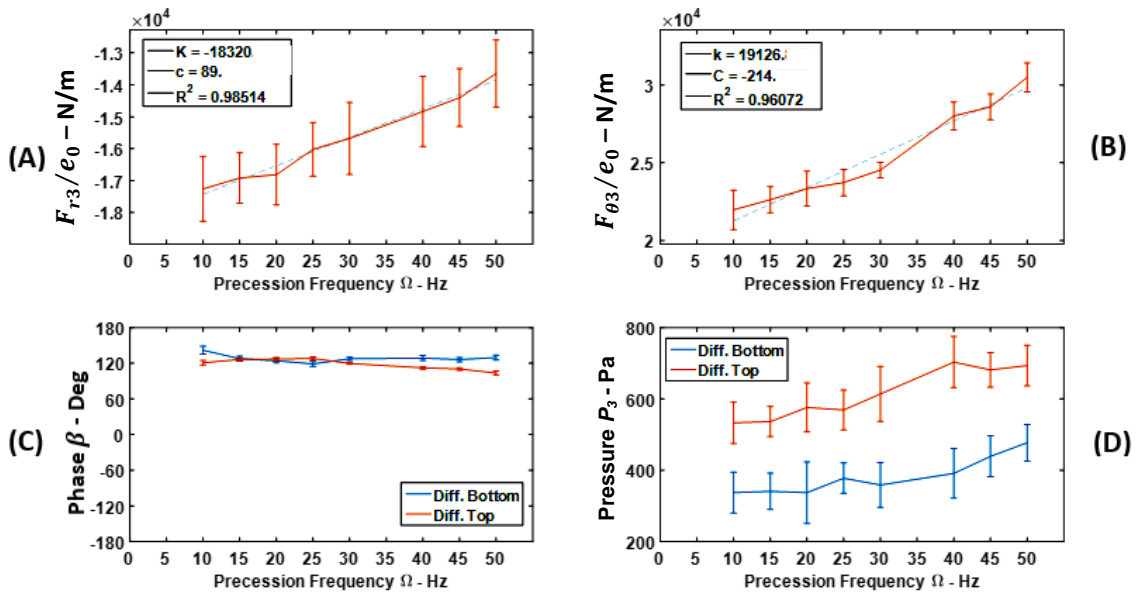 (A)
×10⁴
K = -18320.
c = 89.
R² = 0.98514
F_r3/e_0 – N/m
-1.3
-1.4
-1.5
-1.6
-1.7
-1.8
0 5 10 15 20 25 30 35 40 45 50
Precession Frequency Ω - Hz
(B)
×10⁴
k = 19126.
C = -214.
R² = 0.96072
F_θ3/e_0 – N/m
3
2.5
2
0 5 10 15 20 25 30 35 40 45 50
Precession Frequency Ω - Hz
(C)
Phase β - Deg
180
120
60
0
-60
-120
-180
Diff. Bottom
Diff. Top
0 5 10 15 20 25 30 35 40 45 50
Precession Frequency Ω - Hz
(D)
Pressure P_3 - Pa
800
600
400
200
Diff. Bottom
Diff. Top
0 5 10 15 20 25 30 35 40 45 50
Precession Frequency Ω - Hz